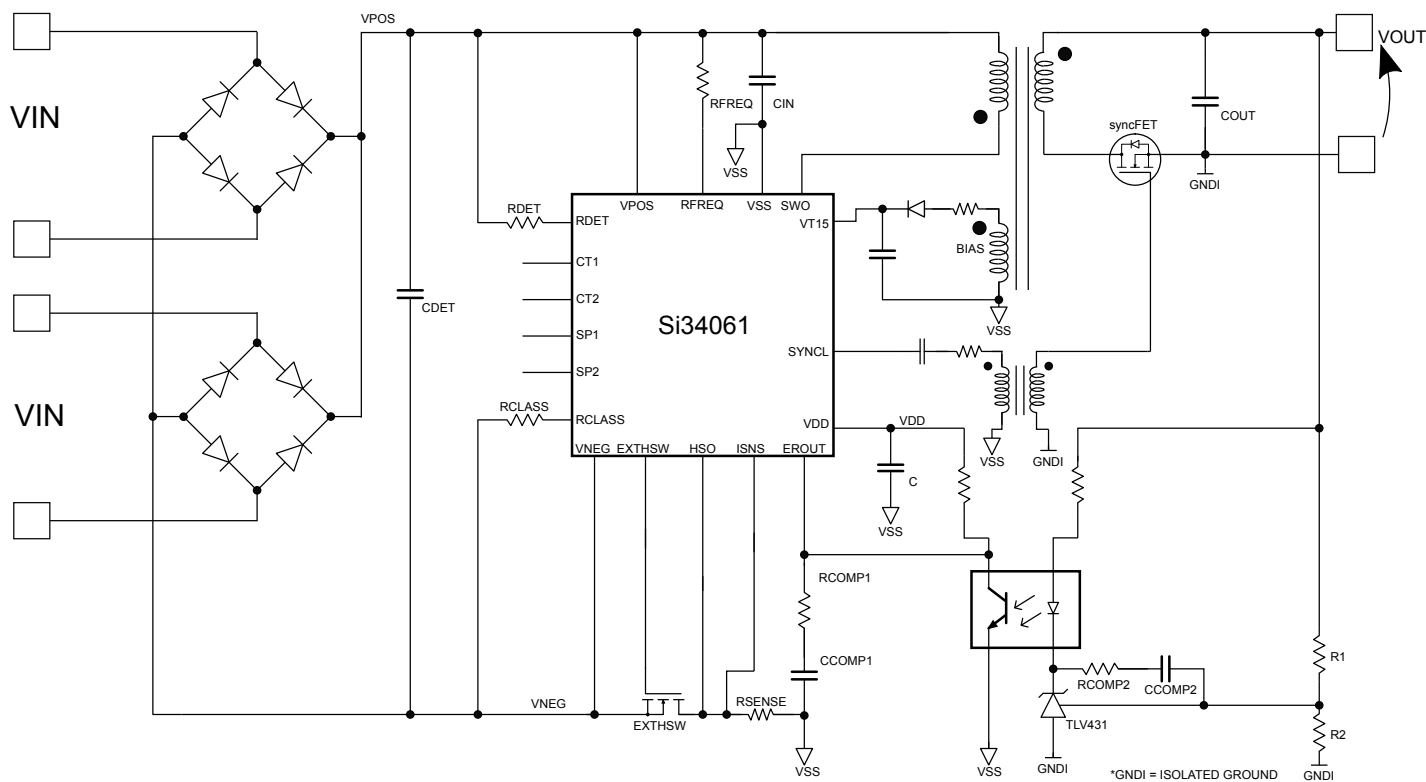 VPOS
VOUT
RFREQ
CIN
COUT
VIN
syncFET
VSS
GNDI
RDET
VPOS
RFREQ
VSS
SWO
RDET
VT15
BIAS
CT1
CT2
CDET
VSS
Si34061
SP1
SYNCL
SP2
RCLASS
VIN
RCLASS
VDD
VDD
VNEG
EXTHSW
HSO
ISNS
EROUT
VSS
GNDI
C
VSS
RCOMP1
CCOMP1
R1
RCOMP2
CCOMP2
VNEG
RSENSE
EXTHSW
TLV431
R2
VSS
VSS
GNDI
*GNDI = ISOLATED GROUND
GNDI